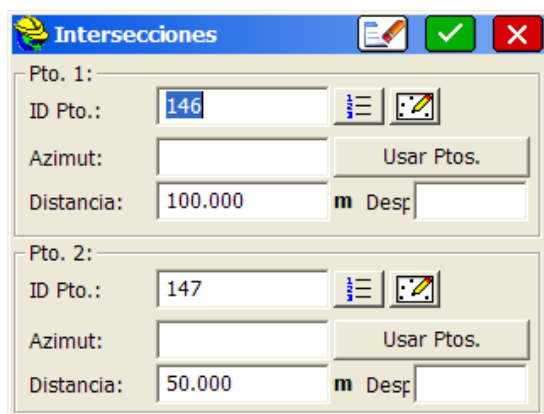 Intersecciones
Pto. 1:
ID Pto.: 146
Azimut: Usar Ptos.
Distancia: 100.000 m Desp
Pto. 2:
ID Pto.: 147
Azimut: Usar Ptos.
Distancia: 50.000 m Desp